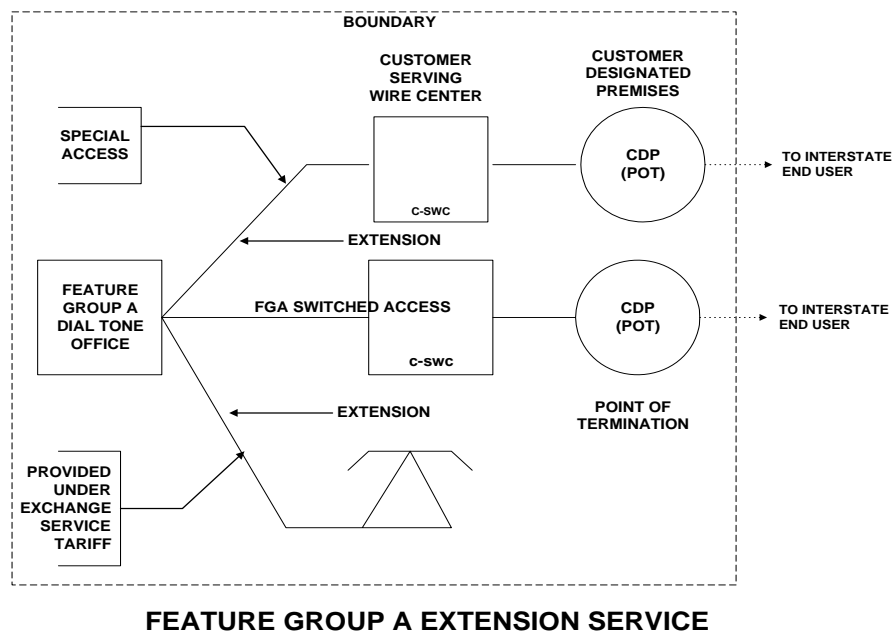 BOUNDARY
CUSTOMER
SERVING
WIRE CENTER
CUSTOMER
DESIGNATED
PREMISES
SPECIAL
ACCESS
C-SWC
CDP
(POT)
TO INTERSTATE
END USER
EXTENSION
FEATURE
GROUP A
DIAL TONE
OFFICE
FGA SWITCHED ACCESS
C-SWC
CDP
(POT)
TO INTERSTATE
END USER
EXTENSION
POINT OF
TERMINATION
PROVIDED
UNDER
EXCHANGE
SERVICE
TARIFF
FEATURE GROUP A EXTENSION SERVICE